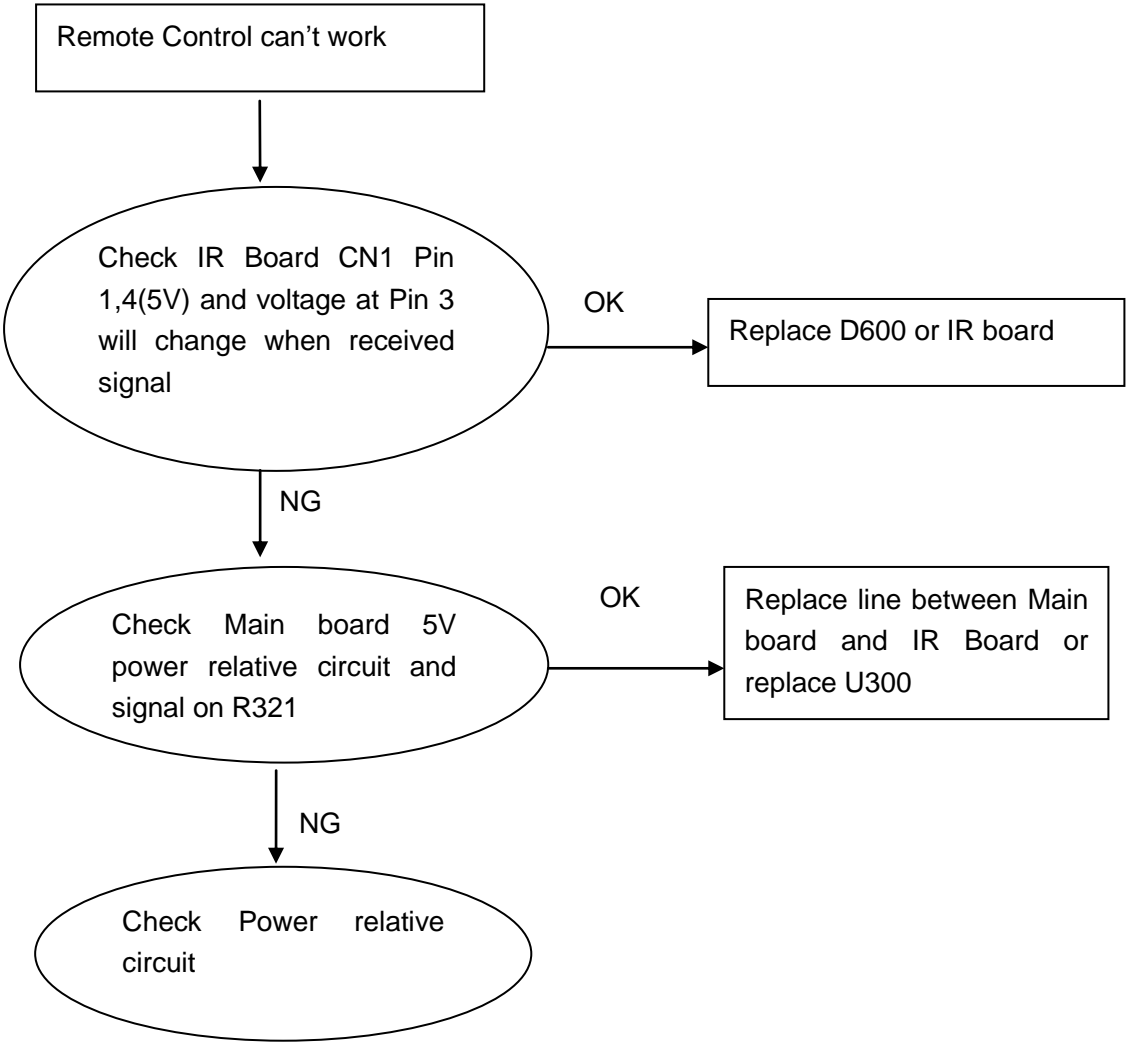 Remote Control can’t work
Check IR Board CN1 Pin
1,4(5V) and voltage at Pin 3
will change when received
signal
OK
Replace D600 or IR board
NG
Check Main board 5V
power relative circuit and
signal on R321
OK
Replace line between Main
board and IR Board or
replace U300
NG
Check Power relative
circuit